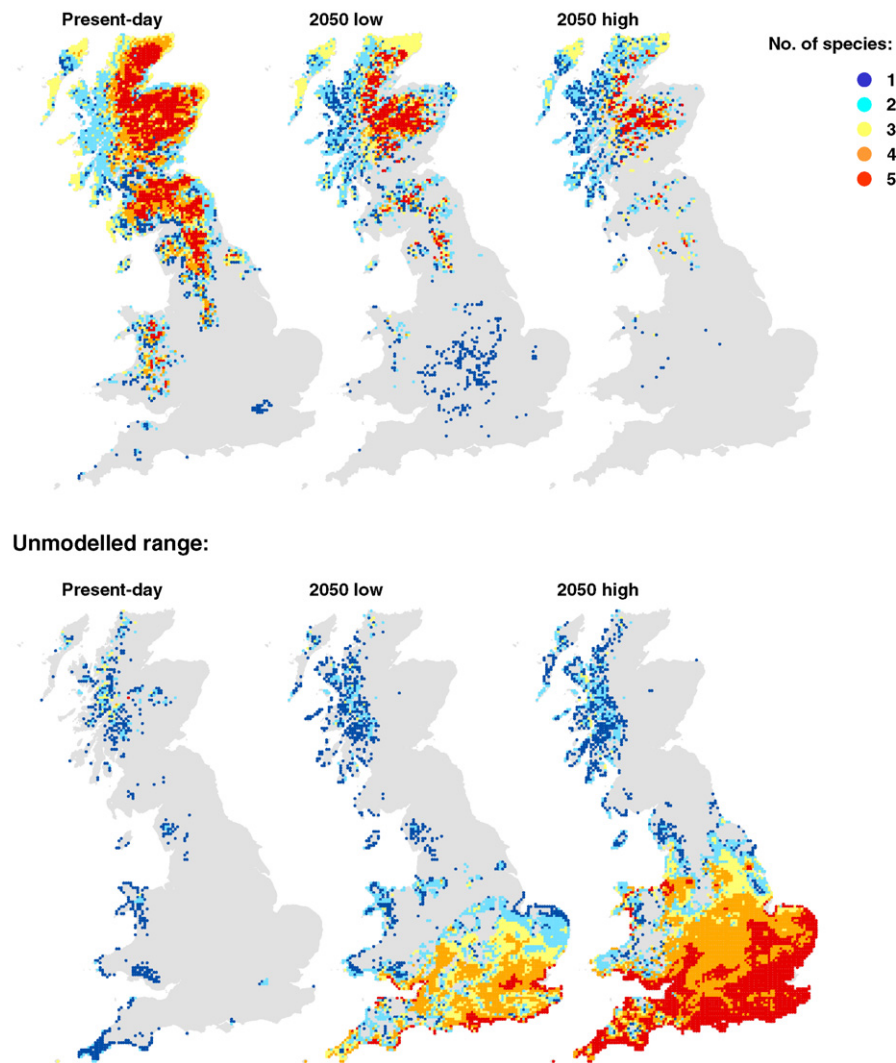 Present-day
2050 low
2050 high
No. of species:
1
2
3
4
5
Unmodelled range:
Present-day
2050 low
2050 high